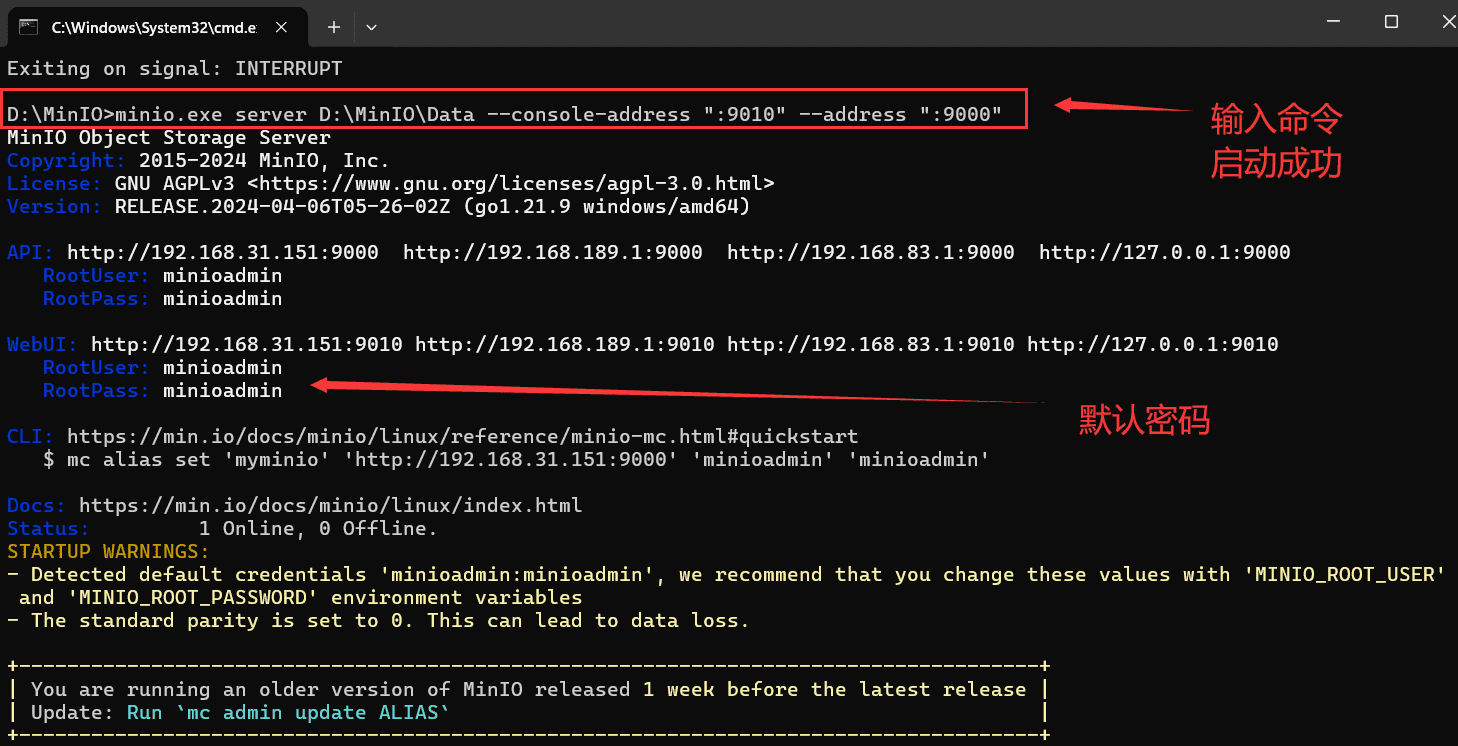 C:\Windows\System32\cmd.e
Exiting on signal: INTERRUPT
D:\MinIO>minio.exe server D:\MinIO\Data --console-address ":9010" --address ":9000"
输入命令
启动成功
MinIO Object Storage Server
Copyright: 2015-2024 MinIO, Inc.
License: GNU AGPLv3 <https://www.gnu.org/licenses/agpl-3.0.html>
Version: RELEASE.2024-04-06T05-26-02Z (go1.21.9 windows/amd64)
API: http://192.168.31.151:9000  http://192.168.189.1:9000  http://192.168.83.1:9000  http://127.0.0.1:9000
RootUser: minioadmin
RootPass: minioadmin
WebUI: http://192.168.31.151:9010 http://192.168.189.1:9010 http://192.168.83.1:9010 http://127.0.0.1:9010
RootUser: minioadmin
RootPass: minioadmin
默认密码
CLI: https://min.io/docs/minio/linux/reference/minio-mc.html#quickstart
$ mc alias set 'myminio' 'http://192.168.31.151:9000' 'minioadmin' 'minioadmin'
Docs: https://min.io/docs/minio/linux/index.html
Status:         1 Online, 0 Offline.
STARTUP WARNINGS:
- Detected default credentials 'minioadmin:minioadmin', we recommend that you change these values with 'MINIO_ROOT_USER'
and 'MINIO_ROOT_PASSWORD' environment variables
- The standard parity is set to 0. This can lead to data loss.
You are running an older version of MinIO released 1 week before the latest release
Update: Run `mc admin update ALIAS`